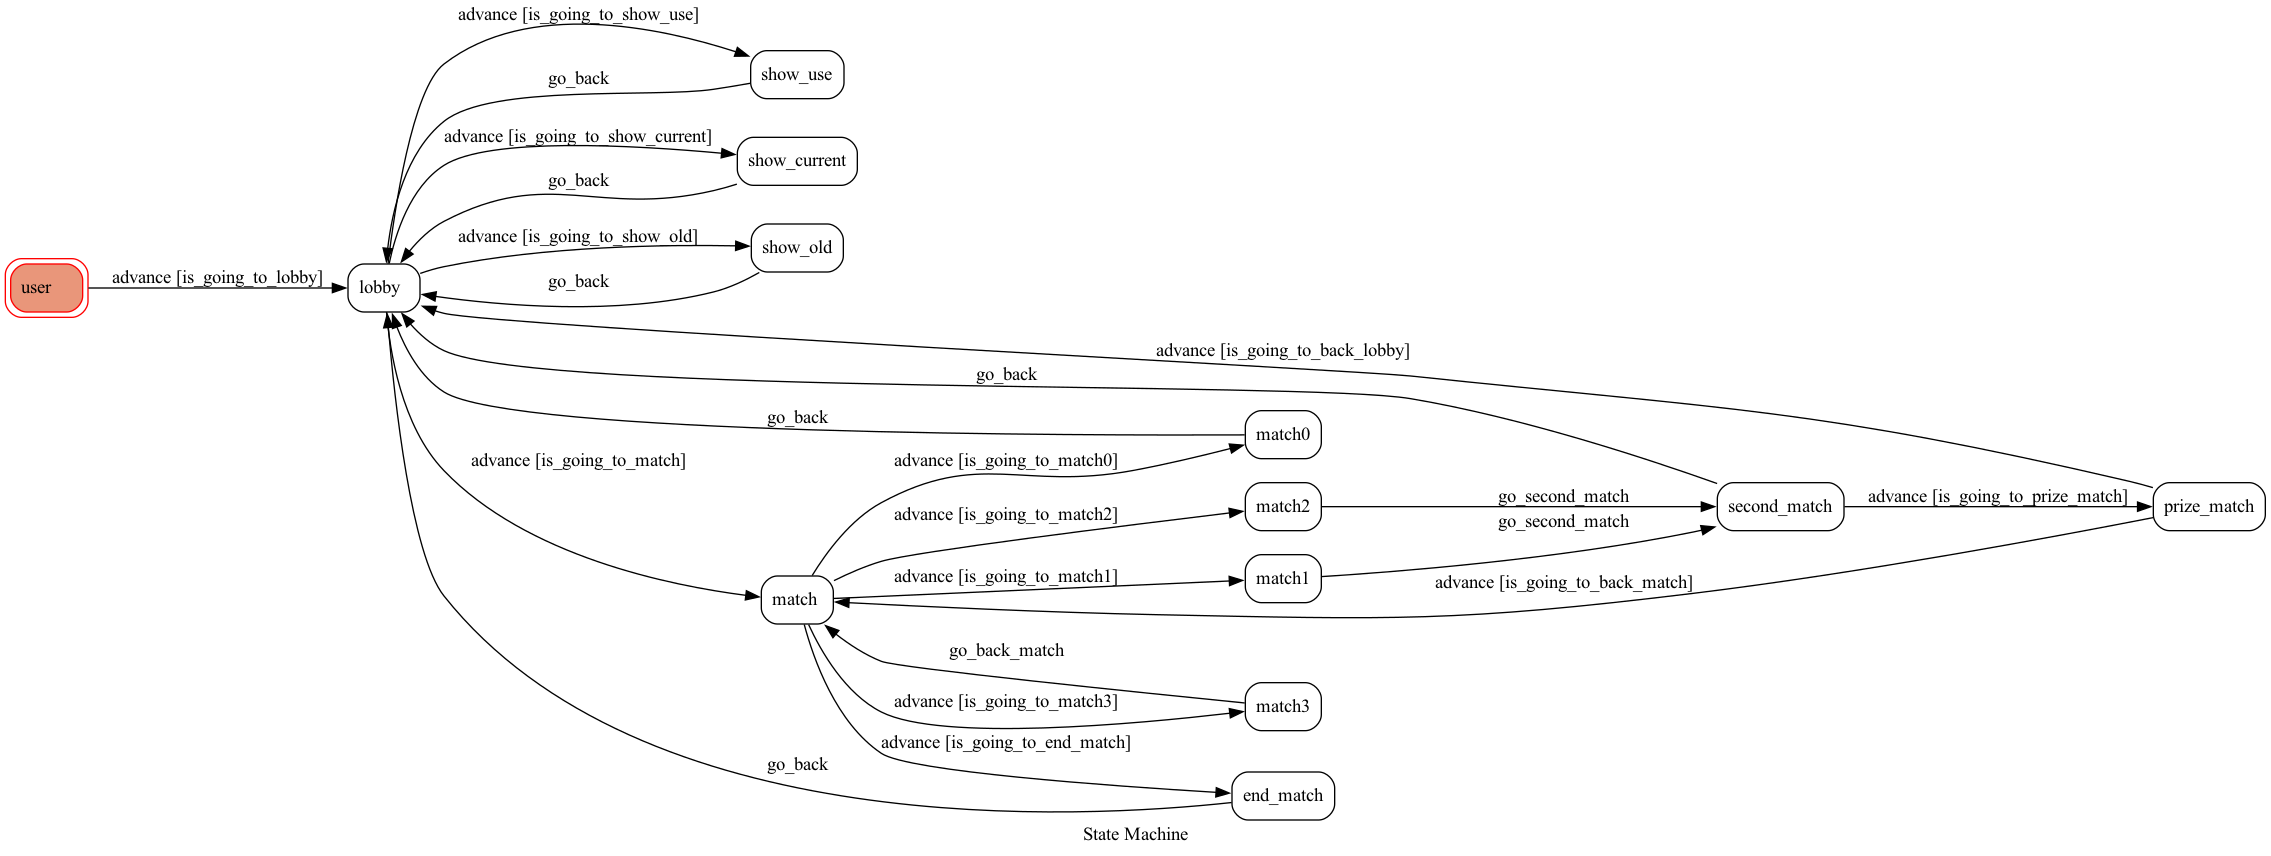 advance [is_going_to_show_use]
show_use
go_back
advance [is_going_to_show_current]
show_current
go_back
advance [is_going_to_show_old]
show_old
go_back
user
advance [is_going_to_lobby]
lobby
advance [is_going_to_back_lobby]
go_back
go_back
match0
advance [is_going_to_match]
advance [is_going_to_match0]
match2
go_second_match
second_match
advance [is_going_to_prize_match]
prize_match
advance [is_going_to_match2]
go_second_match
advance [is_going_to_match1]
match1
advance [is_going_to_back_match]
match
go_back_match
advance [is_going_to_match3]
match3
advance [is_going_to_end_match]
go_back
end_match
State Machine